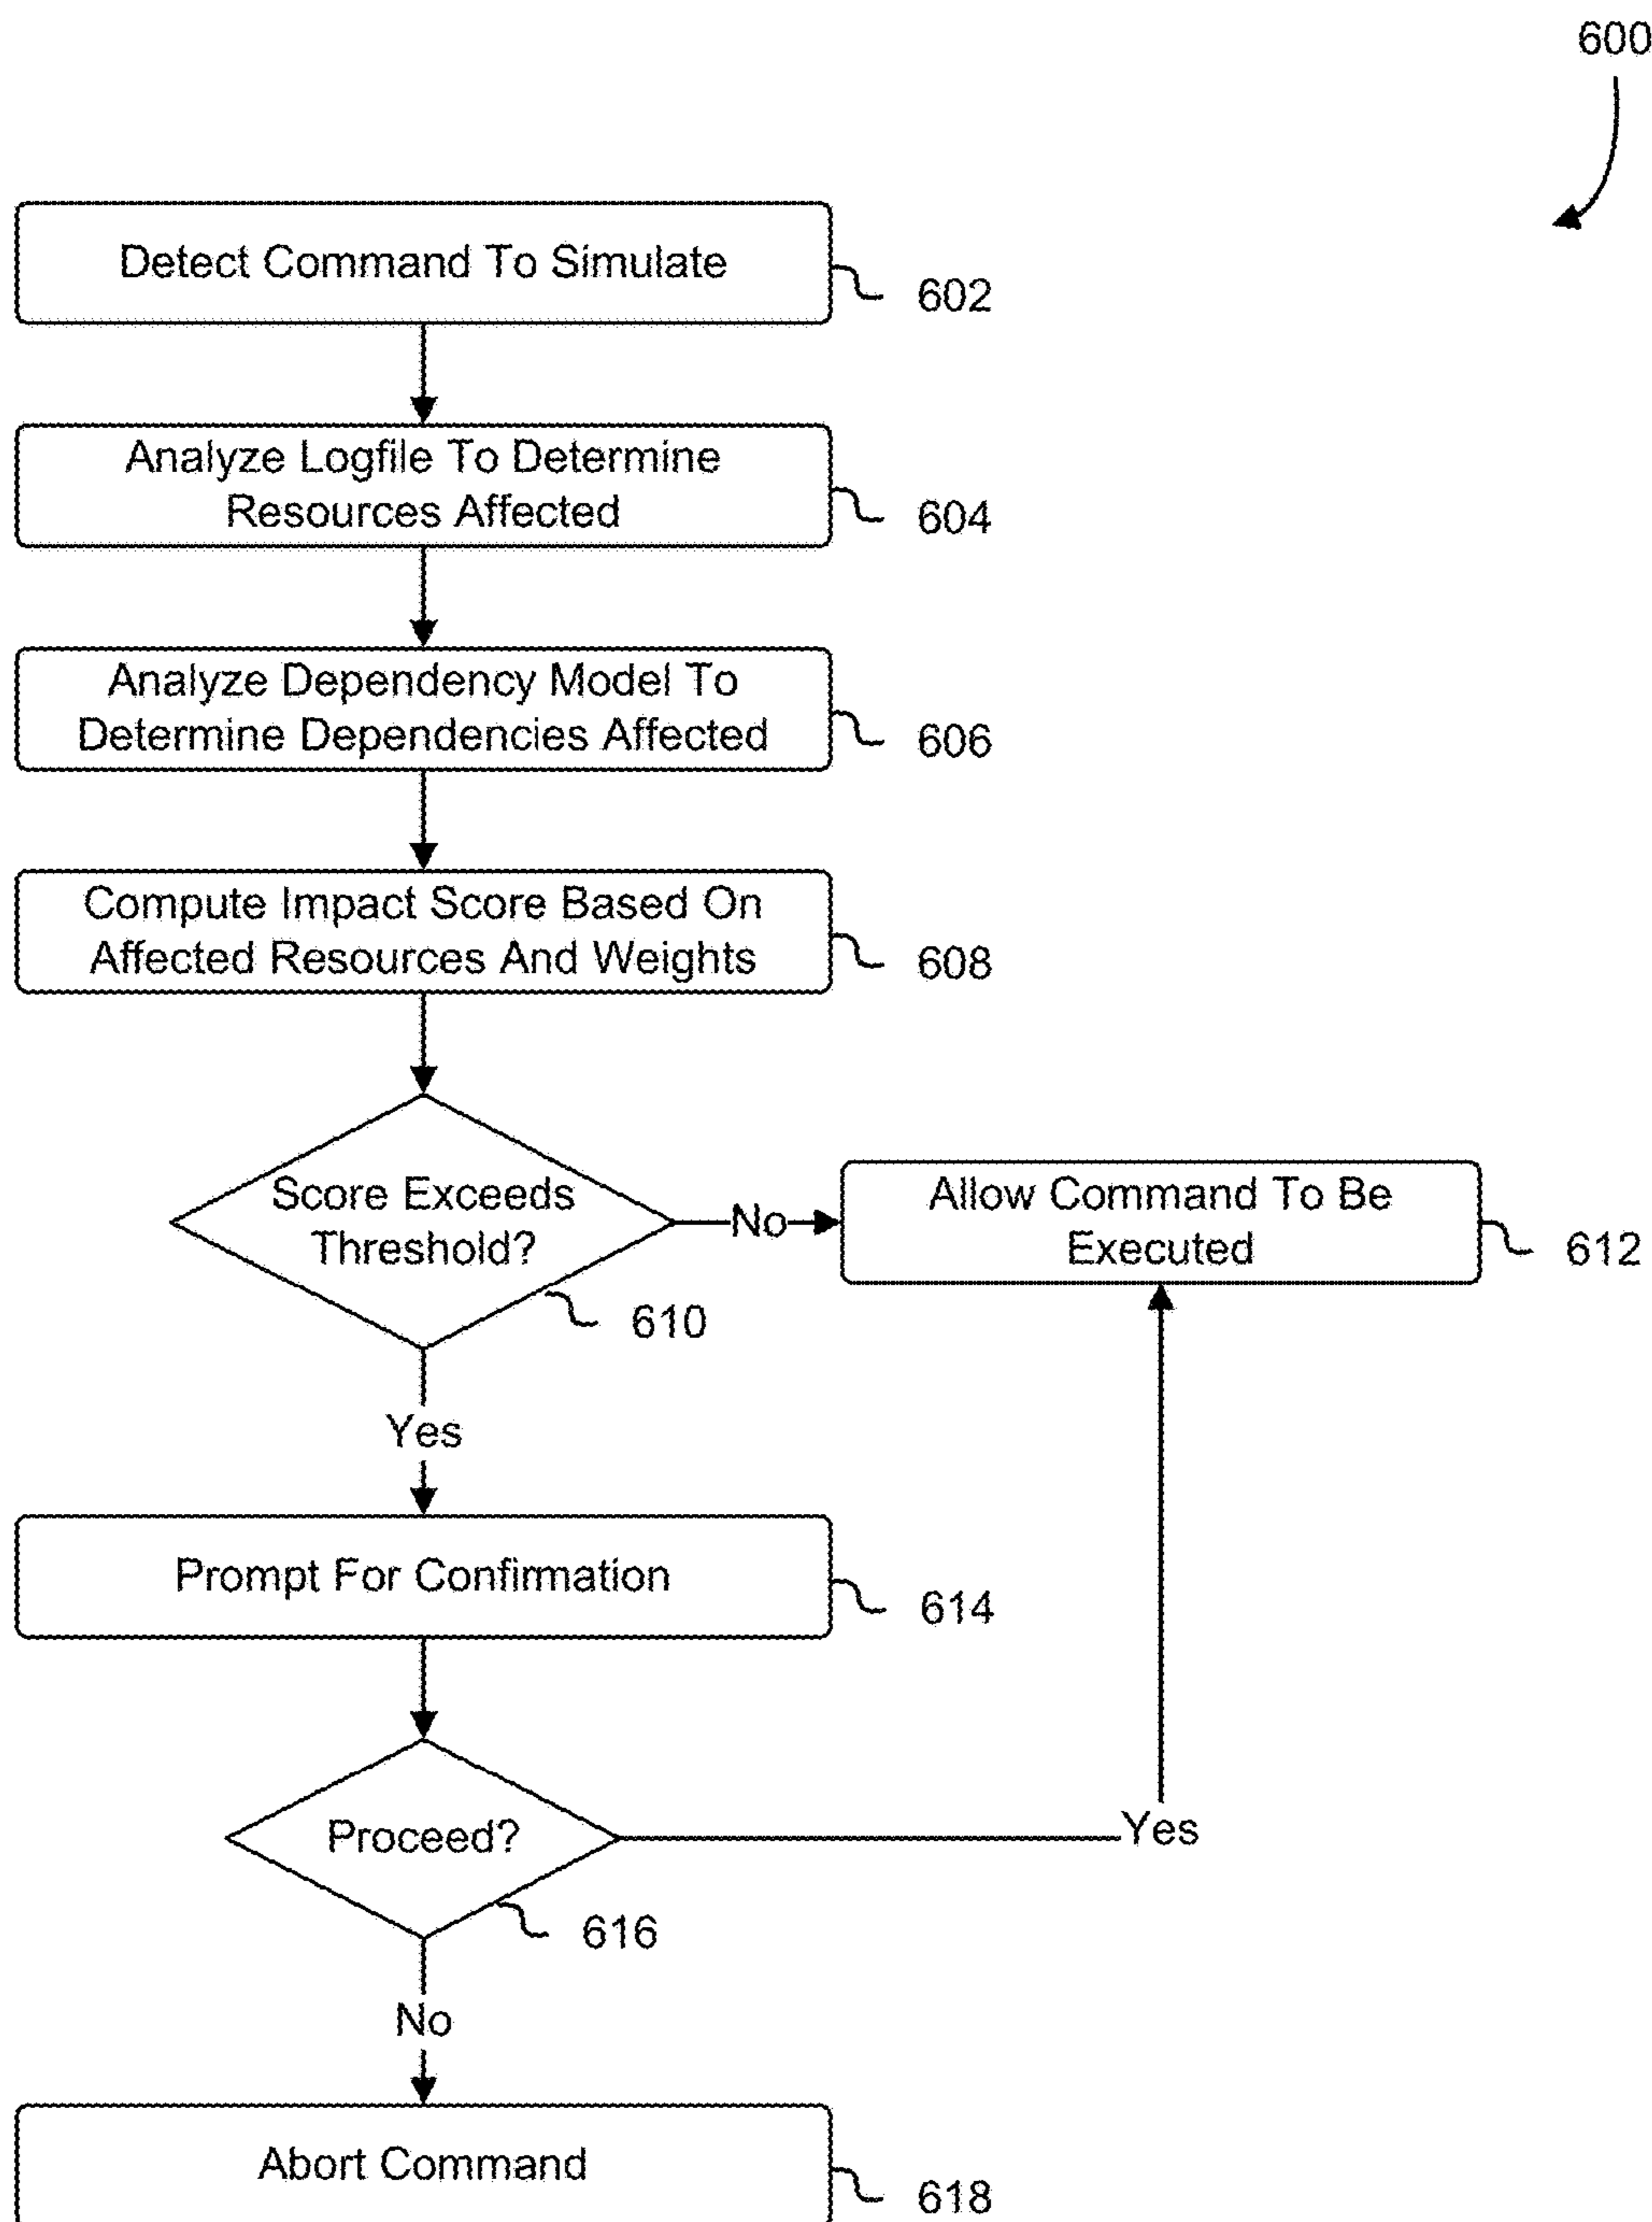 600
Detect Command To Simulate
602
Analyze Logfile To Determine
Resources Affected
604
Analyze Dependency Model To
Determine Dependencies Affected
606
Compute Impact Score Based On
Affected Resources And Weights
608
Score Exceeds
Threshold?
610
No
Allow Command To Be
Executed
612
Yes
Prompt For Confirmation
614
Proceed?
616
Yes
No
Abort Command
618